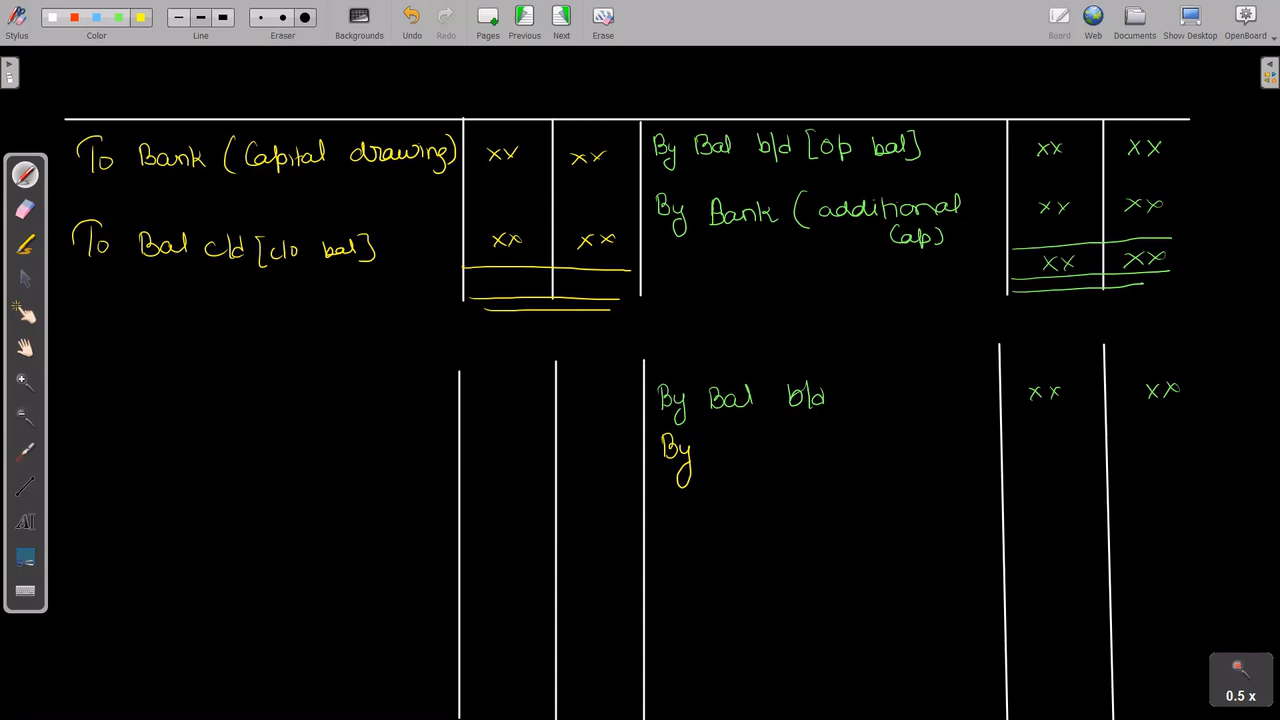 Stylus
Color
Line
Eraser
Backgrounds
Undo
Redo
Pages
Previous
Next
Erase
Board
Web
Documents
Show Desktop
OpenBoard
To Bank (Capital drawing) xx xx
By Bal b/d [op bal] xx xx
By Bank (additional xx xx
Cap)
To Bal c/d [clo bal] xx xx
xx xx
By Bal b/d xx xx
By
AI
0.5 x